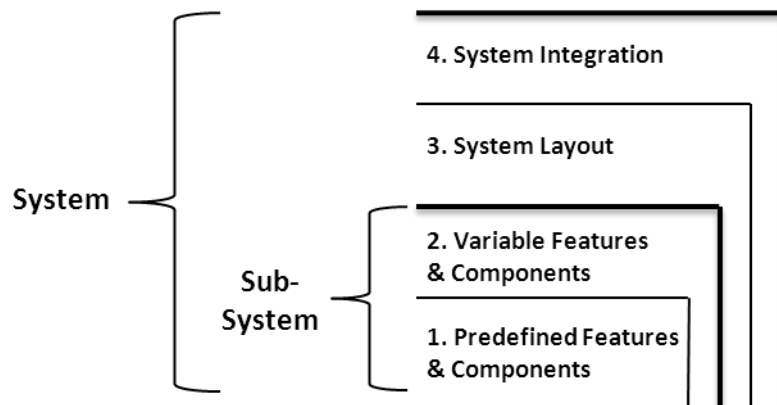 4. System Integration
3. System Layout
System
2. Variable Features
& Components
Sub-
System
1. Predefined Features
& Components